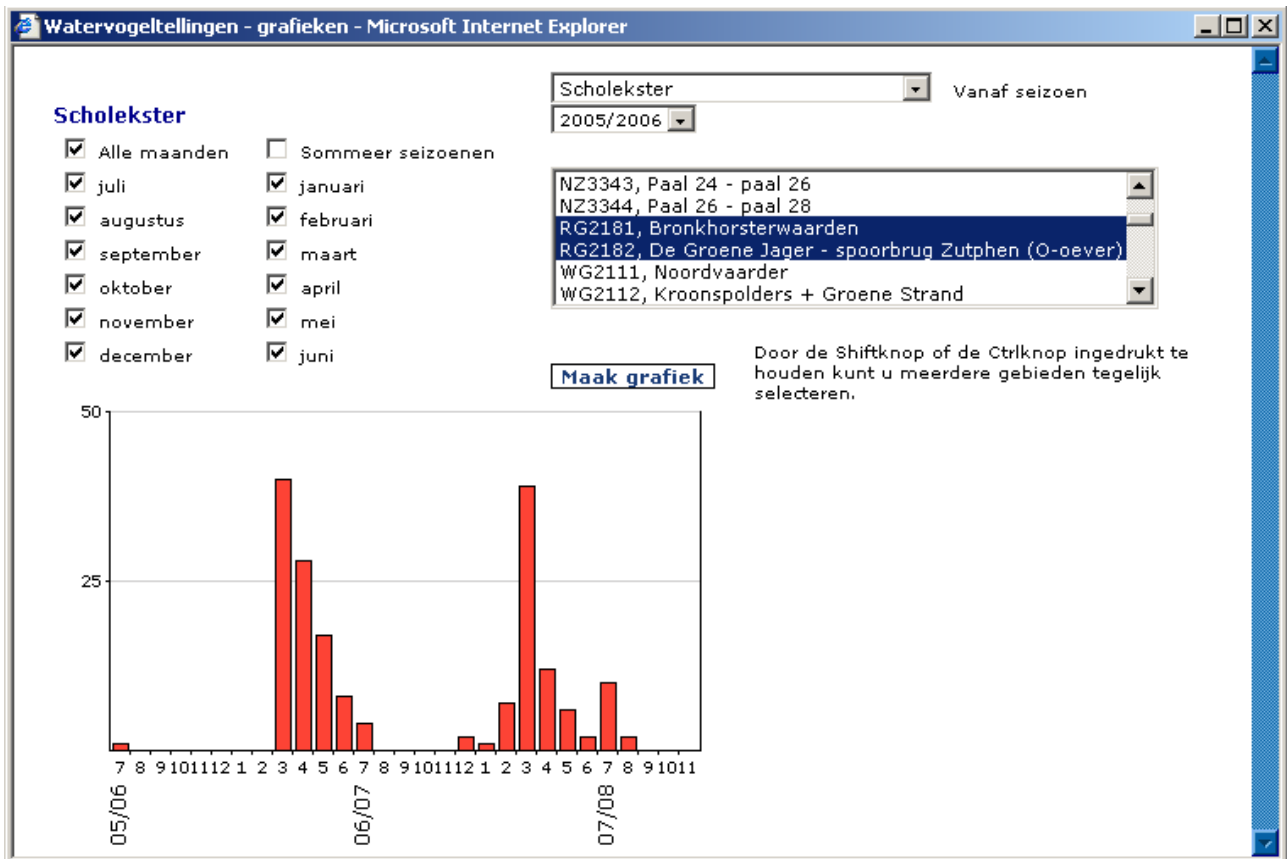 Watervogeltellingen - grafieken - Microsoft Internet Explorer
Scholekster
Vanaf seizoen
2005/2006
Scholekster
Alle maanden
Sommeer seizoenen
juli
januari
augustus
februari
september
maart
oktober
april
november
mei
december
juni
NZ3343, Paal 24 - paal 26
NZ3344, Paal 26 - paal 28
RG2181, Bronkhorsterwaarden
RG2182, De Groene Jager - spoorbrug Zutphen (O-oever)
WG2111, Noordvaarder
WG2112, Kroonspolders + Groene Strand
Maak grafiek
Door de Shiftknop of de Ctrlknop ingedrukt te
houden kunt u meerdere gebieden tegelijk
selecteren.
50
25
7 8 9 10 11 12 1 2 3 4 5 6 7 8 9 10 11 12 1 2 3 4 5 6 7 8 9 10 11
05/06
06/07
07/08